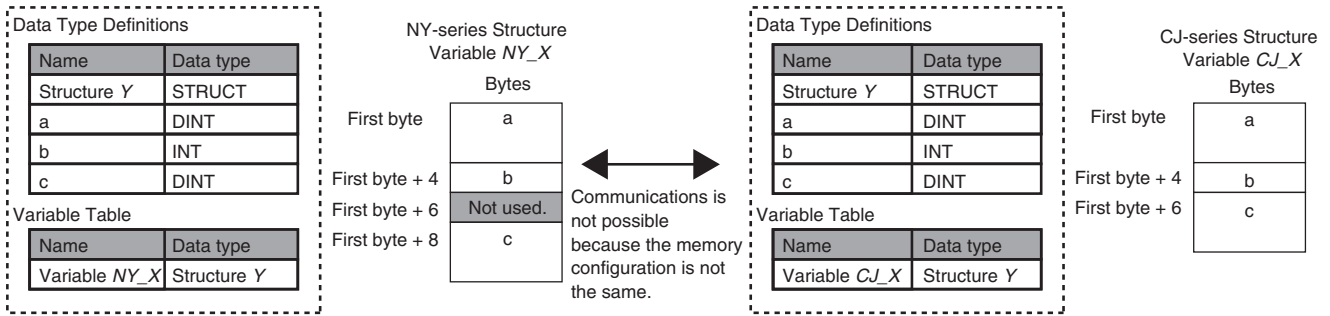 Data Type Definitions
Name Data type
Structure Y STRUCT
a DINT
b INT
c DINT
Variable Table
Name Data type
Variable NY_X Structure Y
NY-series Structure
Variable NY_X
Bytes
First byte a
First byte + 4 b
First byte + 6 Not used.
First byte + 8 c
Communications is
not possible
because the memory
configuration is not
the same.
Data Type Definitions
Name Data type
Structure Y STRUCT
a DINT
b INT
c DINT
Variable Table
Name Data type
Variable CJ_X Structure Y
CJ-series Structure
Variable CJ_X
Bytes
First byte a
First byte + 4 b
First byte + 6 c